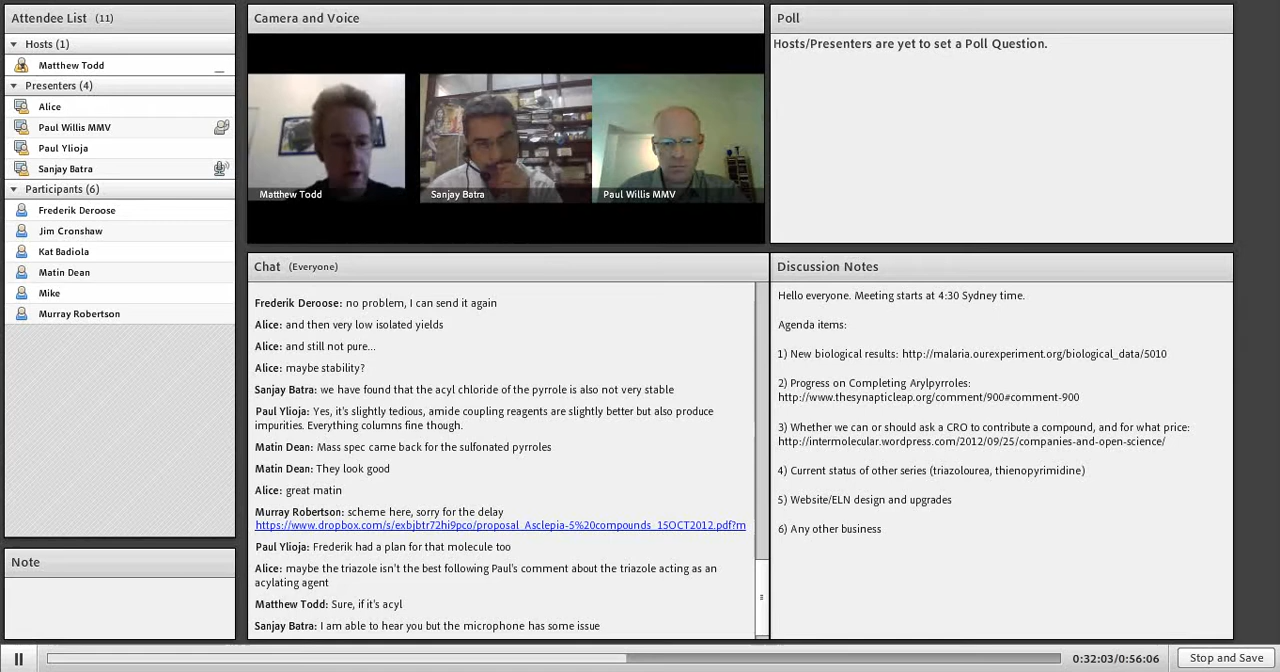 Attendee List (11)
Hosts (1)
Matthew Todd
Presenters (4)
Alice
Paul Willis MMV
Paul Ylioja
Sanjay Batra
Participants (6)
Frederik Deroose
Jim Cronshaw
Kat Badiola
Matin Dean
Mike
Murray Robertson
Note
Camera and Voice
Matthew Todd
Sanjay Batra
Paul Willis MMV
Chat (Everyone)
Frederik Deroose: no problem, I can send it again
Alice: and then very low isolated yields
Alice: and still not pure...
Alice: maybe stability?
Sanjay Batra: we have found that the acyl chloride of the pyrrole is also not very stable
Paul Ylioja: Yes, it's slightly tedious, amide coupling reagents are slightly better but also produce
impurities. Everything columns fine though.
Matin Dean: Mass spec came back for the sulfonated pyrroles
Matin Dean: They look good
Alice: great matin
Murray Robertson: scheme here, sorry for the delay
https://www.dropbox.com/s/exbjbtr72hi9pco/proposal_Asclepia-5%20compounds_15OCT2012.pdf?m
Paul Ylioja: Frederik had a plan for that molecule too
Alice: maybe the triazole isn't the best following Paul's comment about the triazole acting as an
acylating agent
Matthew Todd: Sure, if it's acyl
Sanjay Batra: I am able to hear you but the microphone has some issue
Poll
Hosts/Presenters are yet to set a Poll Question.
Discussion Notes
Hello everyone. Meeting starts at 4:30 Sydney time.
Agenda items:
1) New biological results: http://malaria.ourexperiment.org/biological_data/5010
2) Progress on Completing Arylpyrroles:
http://www.thesynapticleap.org/comment/900#comment-900
3) Whether we can or should ask a CRO to contribute a compound, and for what price:
http://intermolecular.wordpress.com/2012/09/25/companies-and-open-science/
4) Current status of other series (triazolourea, thienopyrimidine)
5) Website/ELN design and upgrades
6) Any other business
0:32:03/0:56:06
Stop and Save